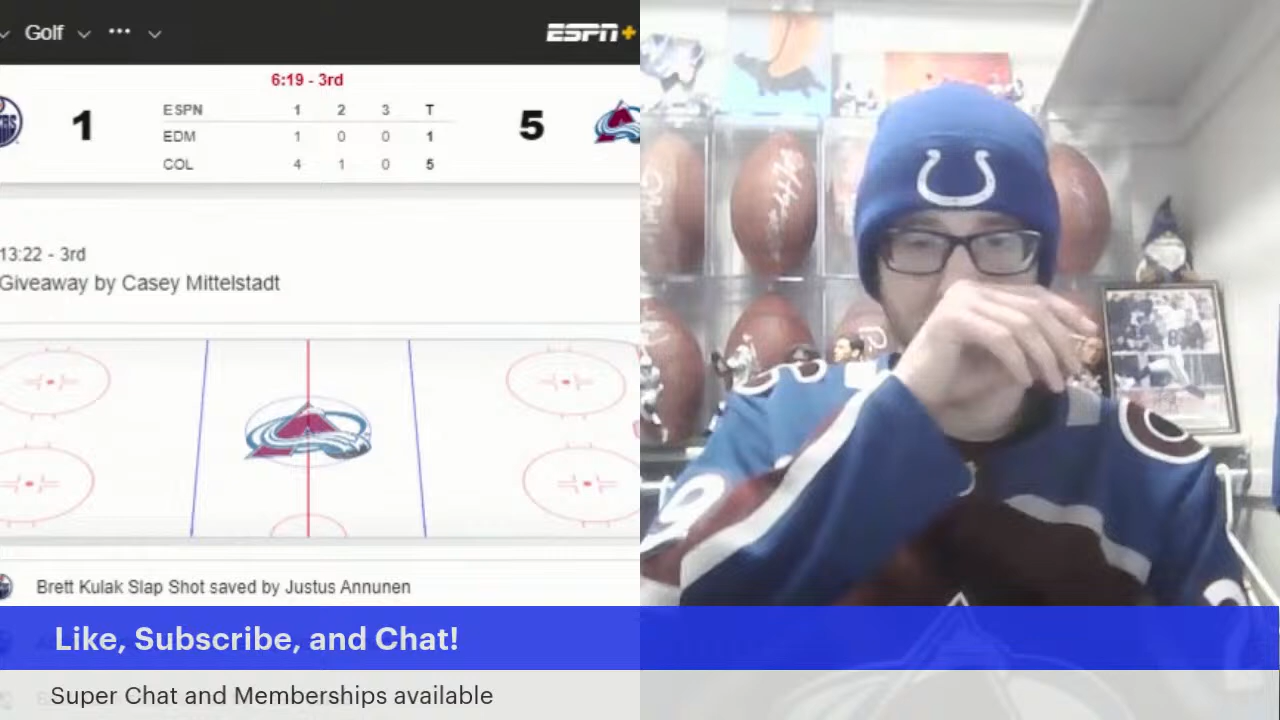 Golf ... ESPN+
6:19 - 3rd
1 ESPN 1 2 3 T 5
EDM 1 0 0 1
COL 4 1 0 5
13:22 - 3rd
Giveaway by Casey Mittelstadt
Brett Kulak Slap Shot saved by Justus Annunen
Like, Subscribe, and Chat!
Super Chat and Memberships available